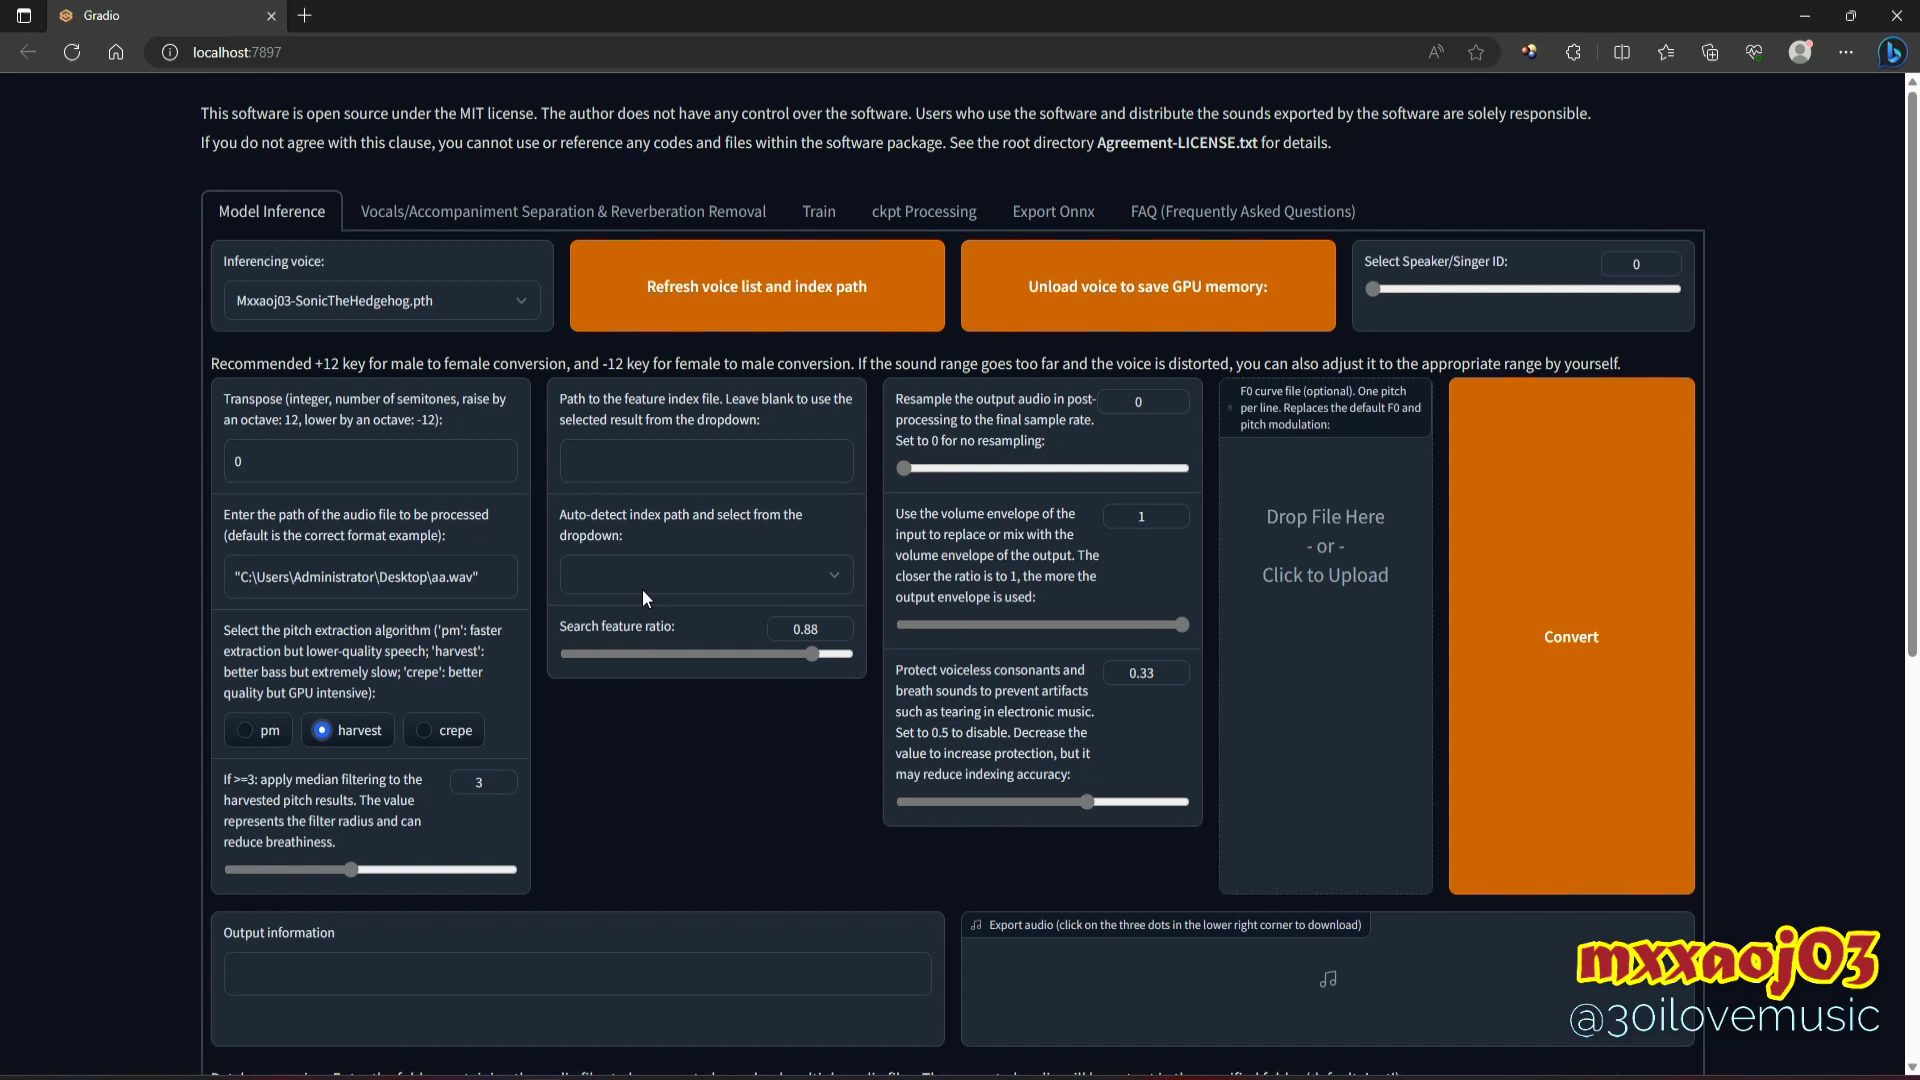 Gradio
localhost:7897
This software is open source under the MIT license. The author does not have any control over the software. Users who use the software and distribute the sounds exported by the software are solely responsible.
If you do not agree with this clause, you cannot use or reference any codes and files within the software package. See the root directory Agreement-LICENSE.txt for details.
Model Inference
Vocals/Accompaniment Separation & Reverberation Removal
Train
ckpt Processing
Export Onnx
FAQ (Frequently Asked Questions)
Inferencing voice:
Mxxaoj03-SonicTheHedgehog.pth
Refresh voice list and index path
Unload voice to save GPU memory:
Select Speaker/Singer ID:
0
Recommended +12 key for male to female conversion, and -12 key for female to male conversion. If the sound range goes too far and the voice is distorted, you can also adjust it to the appropriate range by yourself.
Transpose (integer, number of semitones, raise by
an octave: 12, lower by an octave: -12):
0
Enter the path of the audio file to be processed
(default is the correct format example):
"C:\Users\Administrator\Desktop\aa.wav"
Select the pitch extraction algorithm ('pm': faster
extraction but lower-quality speech; 'harvest':
better bass but extremely slow; 'crepe': better
quality but GPU intensive):
pm
harvest
crepe
If >=3: apply median filtering to the
harvested pitch results. The value
represents the filter radius and can
reduce breathiness.
3
Path to the feature index file. Leave blank to use the
selected result from the dropdown:
Auto-detect index path and select from the
dropdown:
Search feature ratio:
0.88
Resample the output audio in post-
processing to the final sample rate.
Set to 0 for no resampling:
0
Use the volume envelope of the
input to replace or mix with the
volume envelope of the output. The
closer the ratio is to 1, the more the
output envelope is used:
1
Protect voiceless consonants and
breath sounds to prevent artifacts
such as tearing in electronic music.
Set to 0.5 to disable. Decrease the
value to increase protection, but it
may reduce indexing accuracy:
0.33
F0 curve file (optional). One pitch
per line. Replaces the default F0 and
pitch modulation:
Drop File Here
- or -
Click to Upload
Convert
Output information
Export audio (click on the three dots in the lower right corner to download)
mxxaoj03
@30ilovemusic